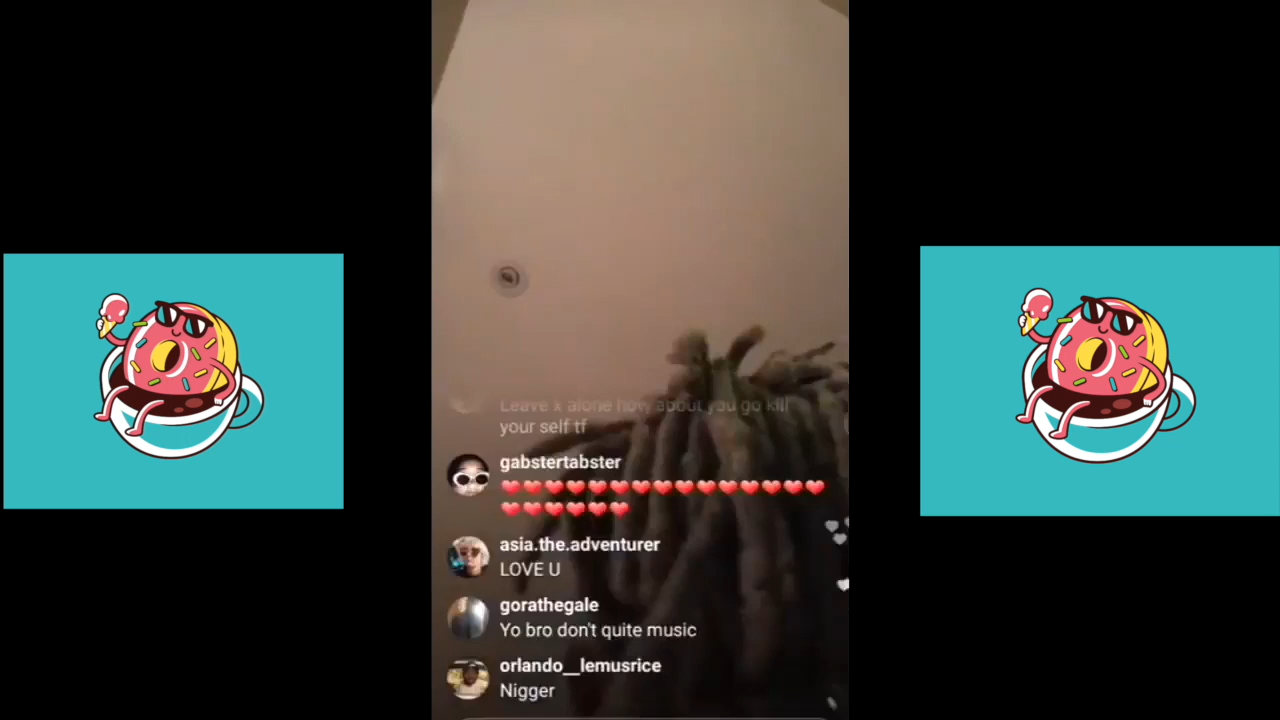 Leave x alone how about you go kill
your self tf
gabstertabster
❤️❤️❤️❤️❤️❤️❤️❤️❤️❤️❤️❤️❤️❤️❤️
❤️❤️❤️❤️❤️❤️
asia.the.adventurer
LOVE U
gorathegale
Yo bro don't quite music
orlando__lemusrice
Nigger